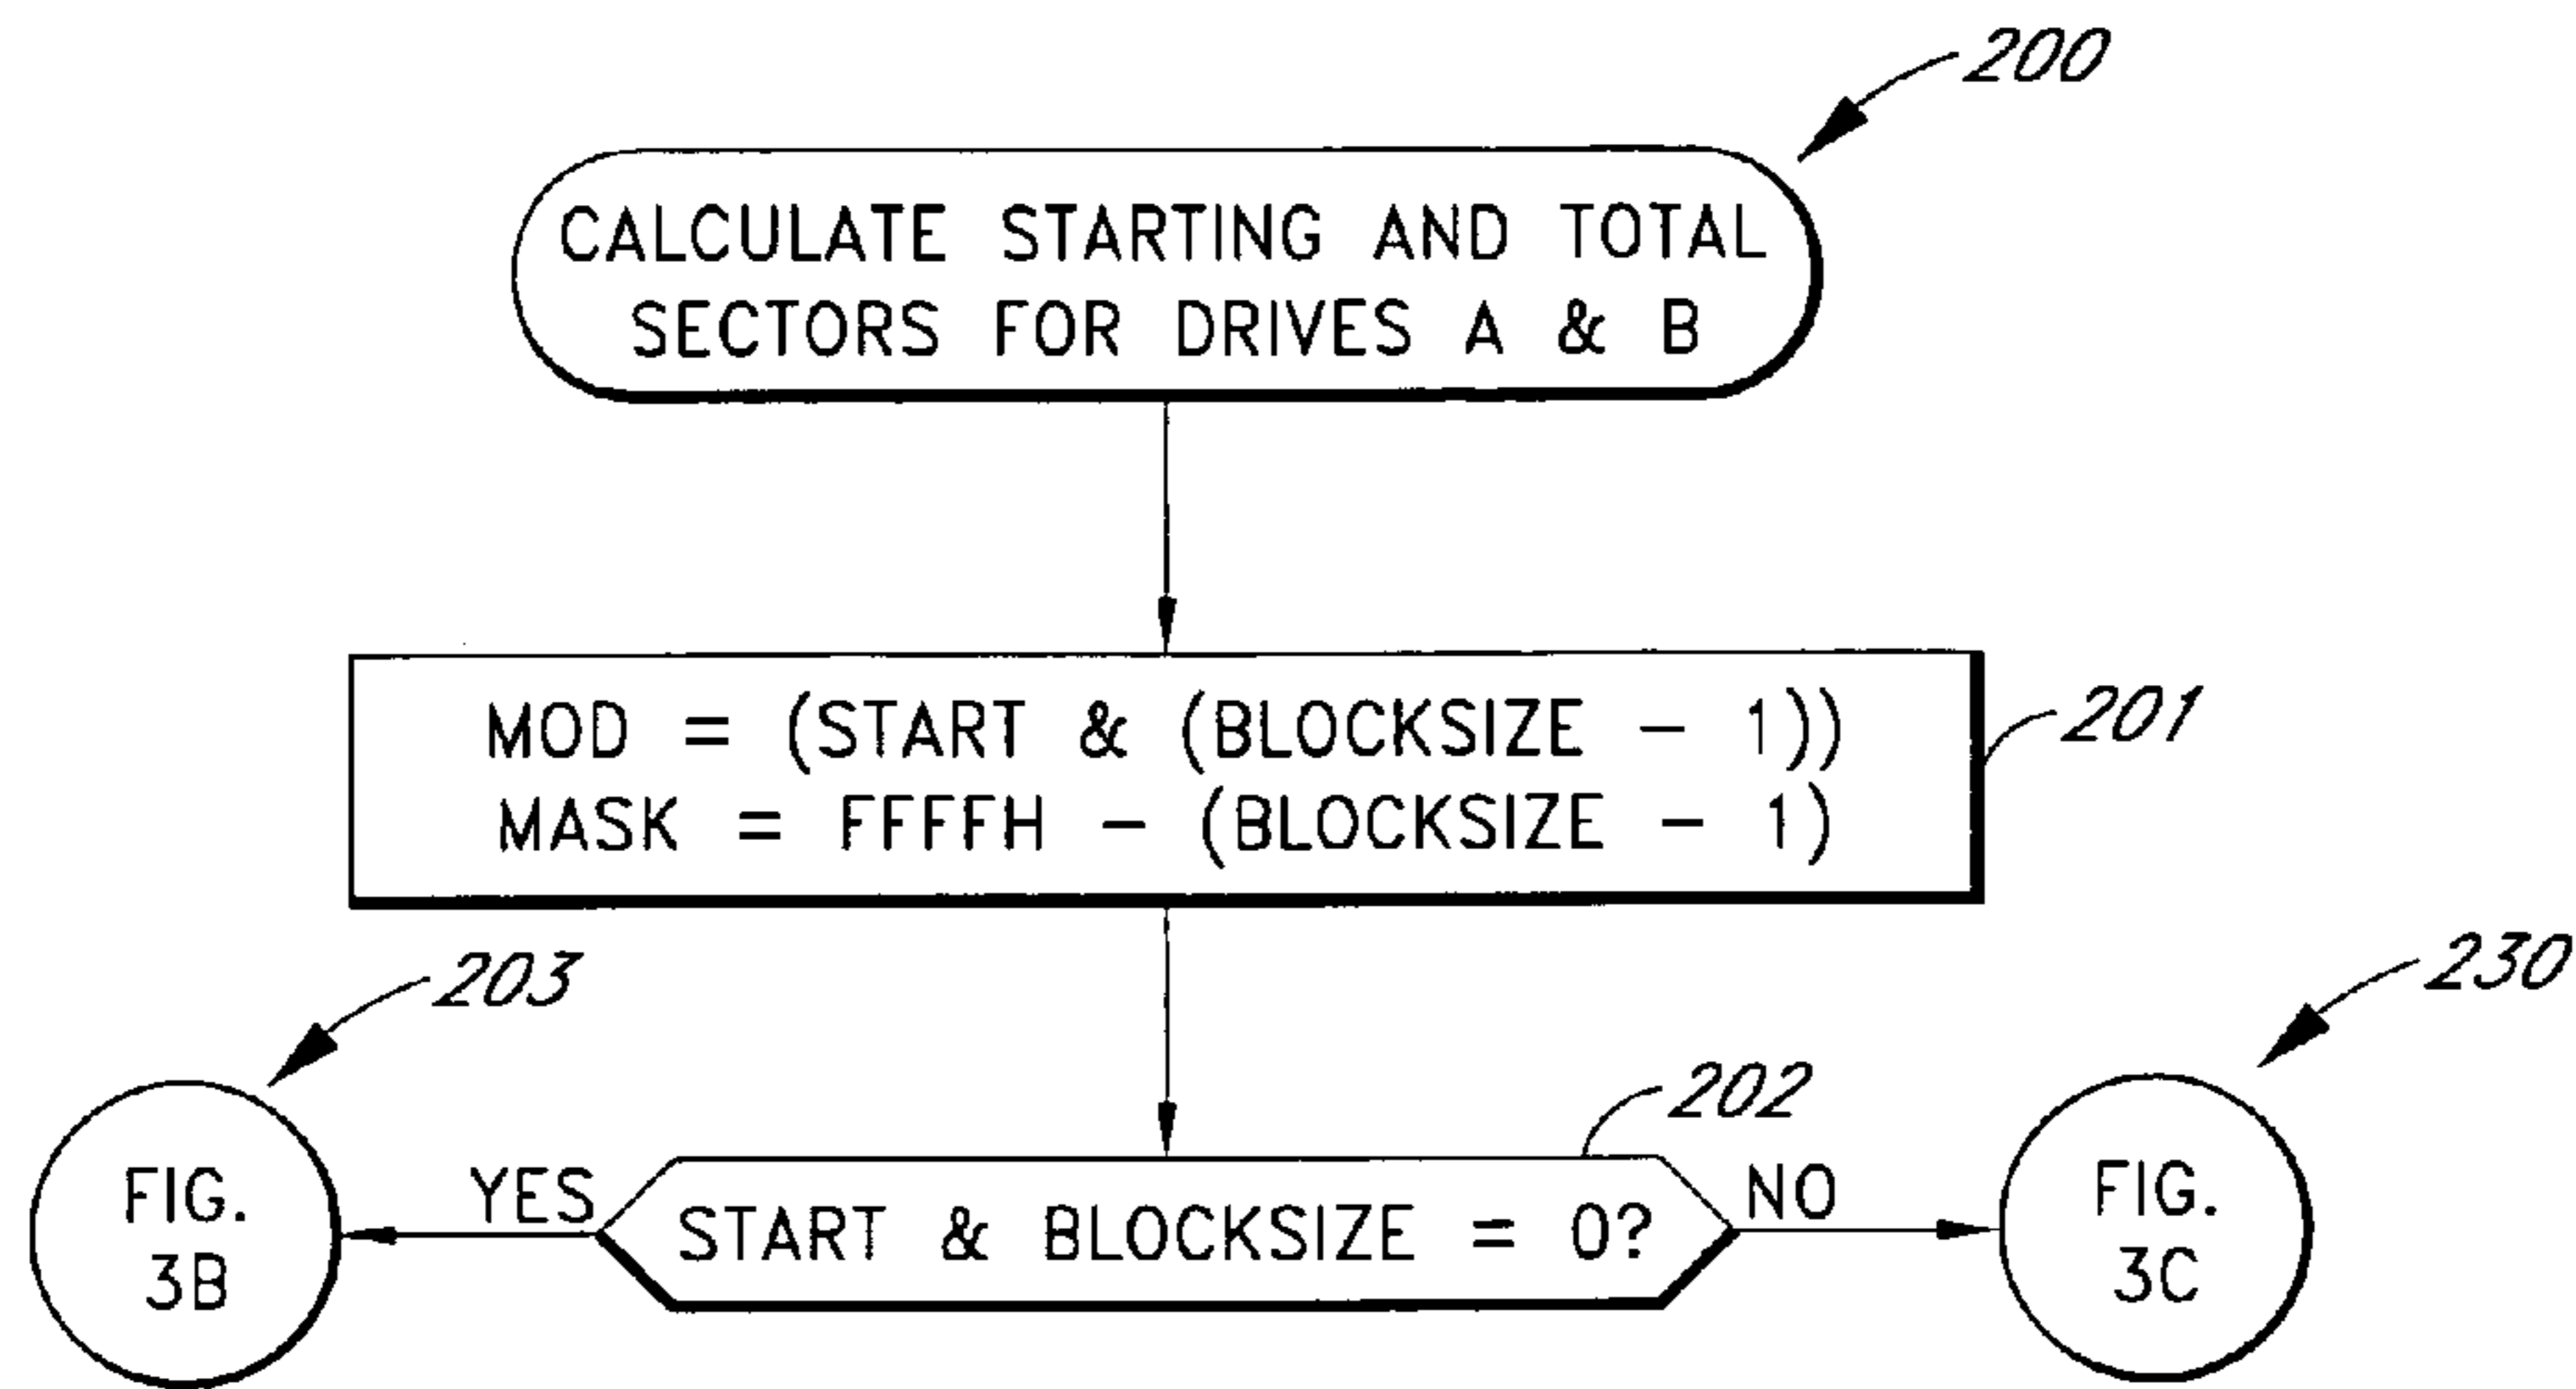 200
CALCULATE STARTING AND TOTAL
SECTORS FOR DRIVES A & B
MOD = (START & (BLOCKSIZE - 1))
MASK = FFFFH - (BLOCKSIZE - 1)
201
203
230
202
FIG.
3B
YES
START & BLOCKSIZE = 0?
NO
FIG.
3C